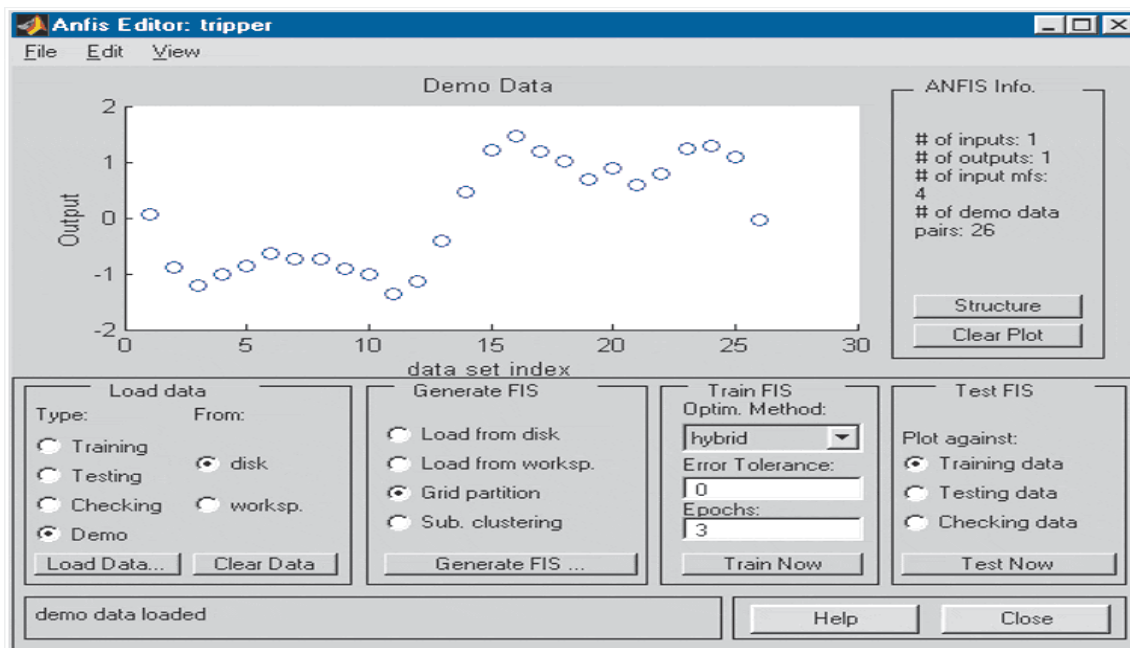 Anfis Editor: tripper
File Edit View
Demo Data
Output
2
1
0
-1
-2
0 5 10 15 20 25 30
data set index
ANFIS Info.
# of inputs: 1
# of outputs: 1
# of input mfs:
4
# of demo data
pairs: 26
Structure
Clear Plot
Load data
Type: From:
Training
disk
Testing
Checking worksp.
Demo
Load Data... Clear Data
Generate FIS
Load from disk
Load from worksp.
Grid partition
Sub. clustering
Generate FIS ...
Train FIS
Optim. Method:
hybrid
Error Tolerance:
0
Epochs:
3
Train Now
Test FIS
Plot against:
Training data
Testing data
Checking data
Test Now
demo data loaded
Help Close